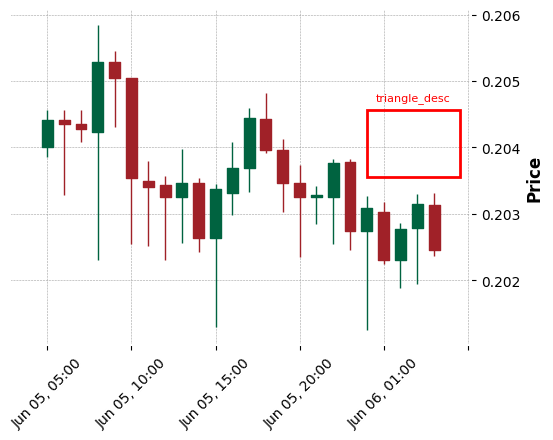 0.206
0.205
triangle_desc
0.204
0.203
0.202
Price
Jun 05, 05:00
Jun 05, 10:00
Jun 05, 15:00
Jun 05, 20:00
Jun 06, 01:00